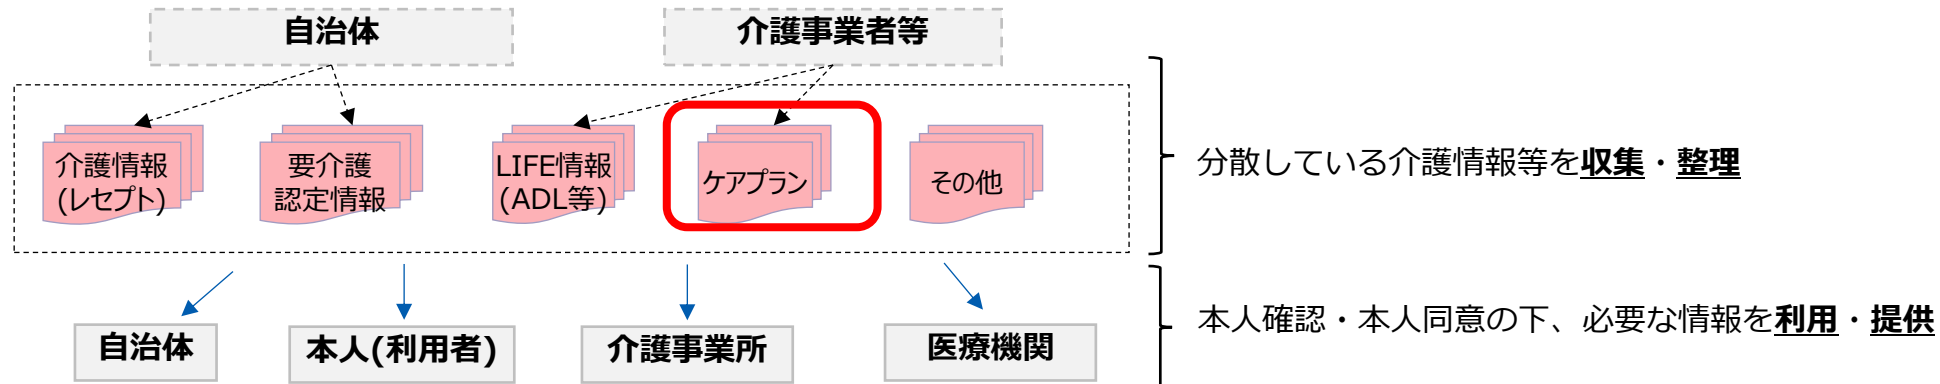 自治体
介護事業者等
介護情報
(レセプト)
要介護
認定情報
LIFE情報
(ADL等)
ケアプラン
その他
分散している介護情報等を収集・整理
自治体
本人(利用者)
介護事業所
医療機関
本人確認・本人同意の下、必要な情報を利用・提供